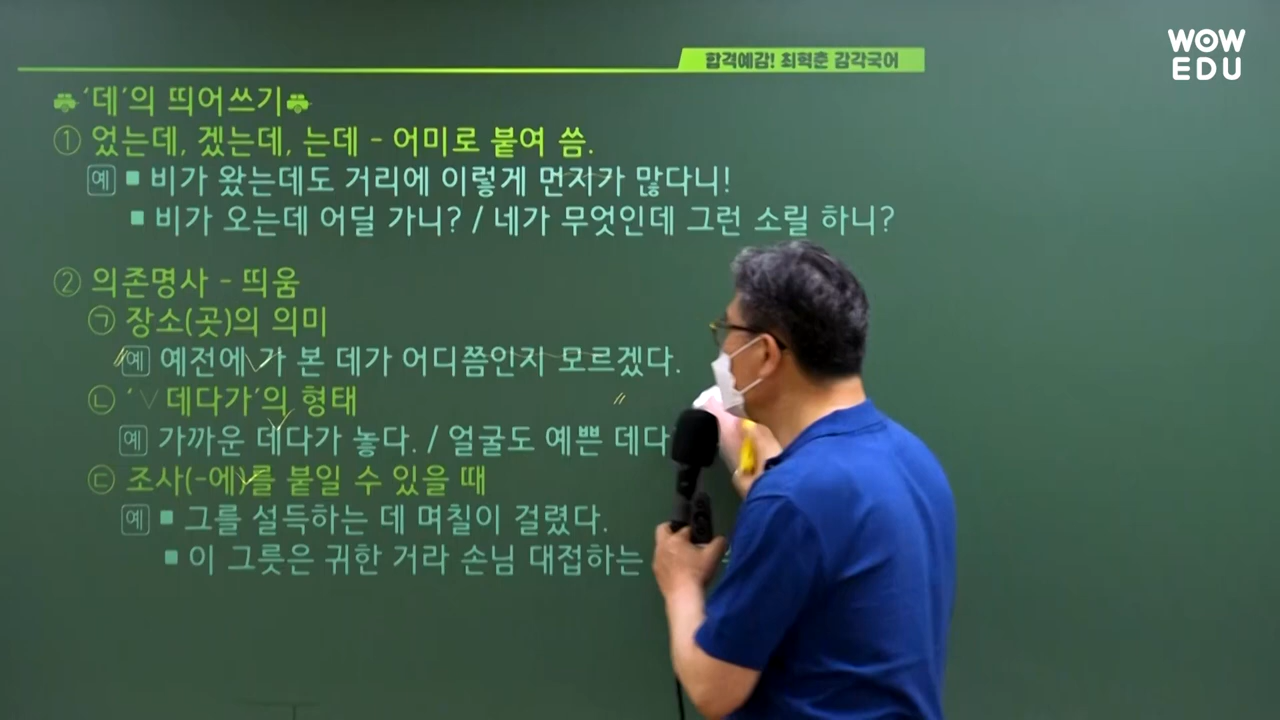 합격예감! 최혁춘 감각국어
WOW
EDU
'데'의 띄어쓰기
① 었는데, 겠는데, 는데 - 어미로 붙여 씀.
예 ■ 비가 왔는데도 거리에 이렇게 먼지가 많다니!
■ 비가 오는데 어딜 가니? / 네가 무엇인데 그런 소릴 하니?
② 의존명사 - 띄움
㉠ 장소(곳)의 의미
예 예전에 가 본 데가 어디쯤인지 모르겠다.
㉡ '∨데다가'의 형태
예 가까운 데다가 놓다. / 얼굴도 예쁜 데다
㉢ 조사(-에)를 붙일 수 있을 때
예 ■ 그를 설득하는 데 며칠이 걸렸다.
■ 이 그릇은 귀한 거라 손님 대접하는